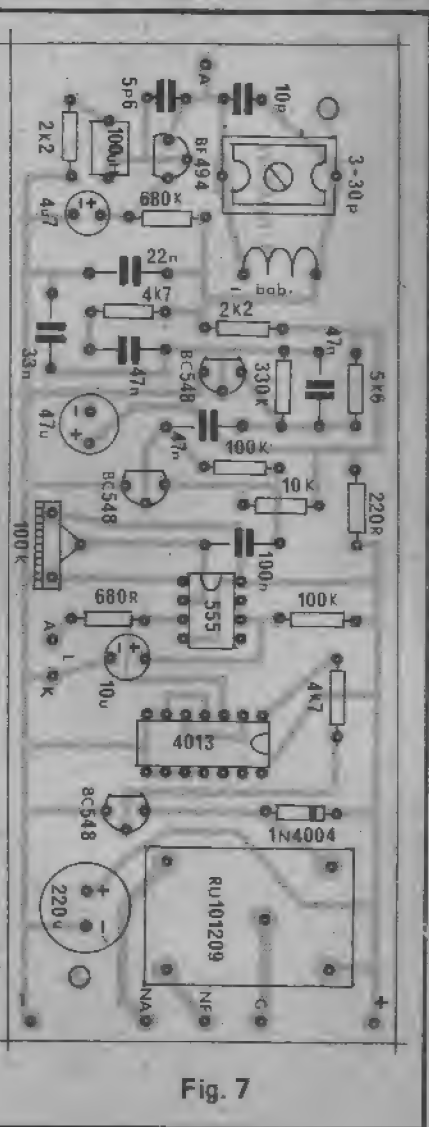 A
5p6
10p
2k2
100uH
BF494
3-30p
4u7
- +
680K
22n
bob.
4k7
2k2
33n
47n
BC548
330K
47n
5k6
47u
- +
47n
100K
BC548
10K
220R
100k
100n
680R
555
100K
A
L
K
10u
- +
4k7
4013
BC548
1N4004
220u
+ -
RU101209
-
NA
NF
C
+
Fig. 7